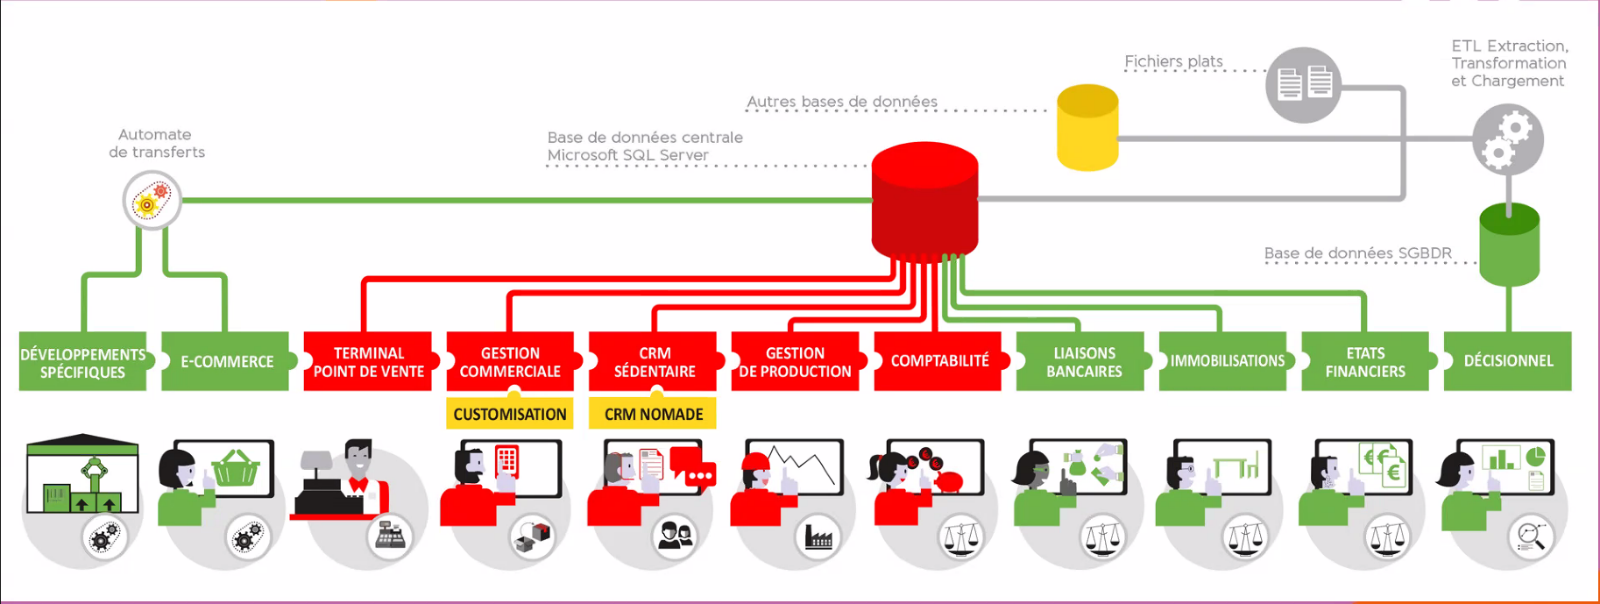 ETL Extraction,
Transformation
et Chargement
Fichiers plats
Autres bases de données
Base de données centrale
Microsoft SQL Server
Automate
de transferts
Base de données SGBDR
DÉVELOPPEMENTS
SPÉCIFIQUES
E-COMMERCE
TERMINAL
POINT DE VENTE
GESTION
COMMERCIALE
CRM
SÉDENTAIRE
GESTION
DE PRODUCTION
COMPTABILITÉ
LIAISONS
BANCAIRES
IMMOBILISATIONS
ETATS
FINANCIERS
DÉCISIONNEL
CUSTOMISATION
CRM NOMADE